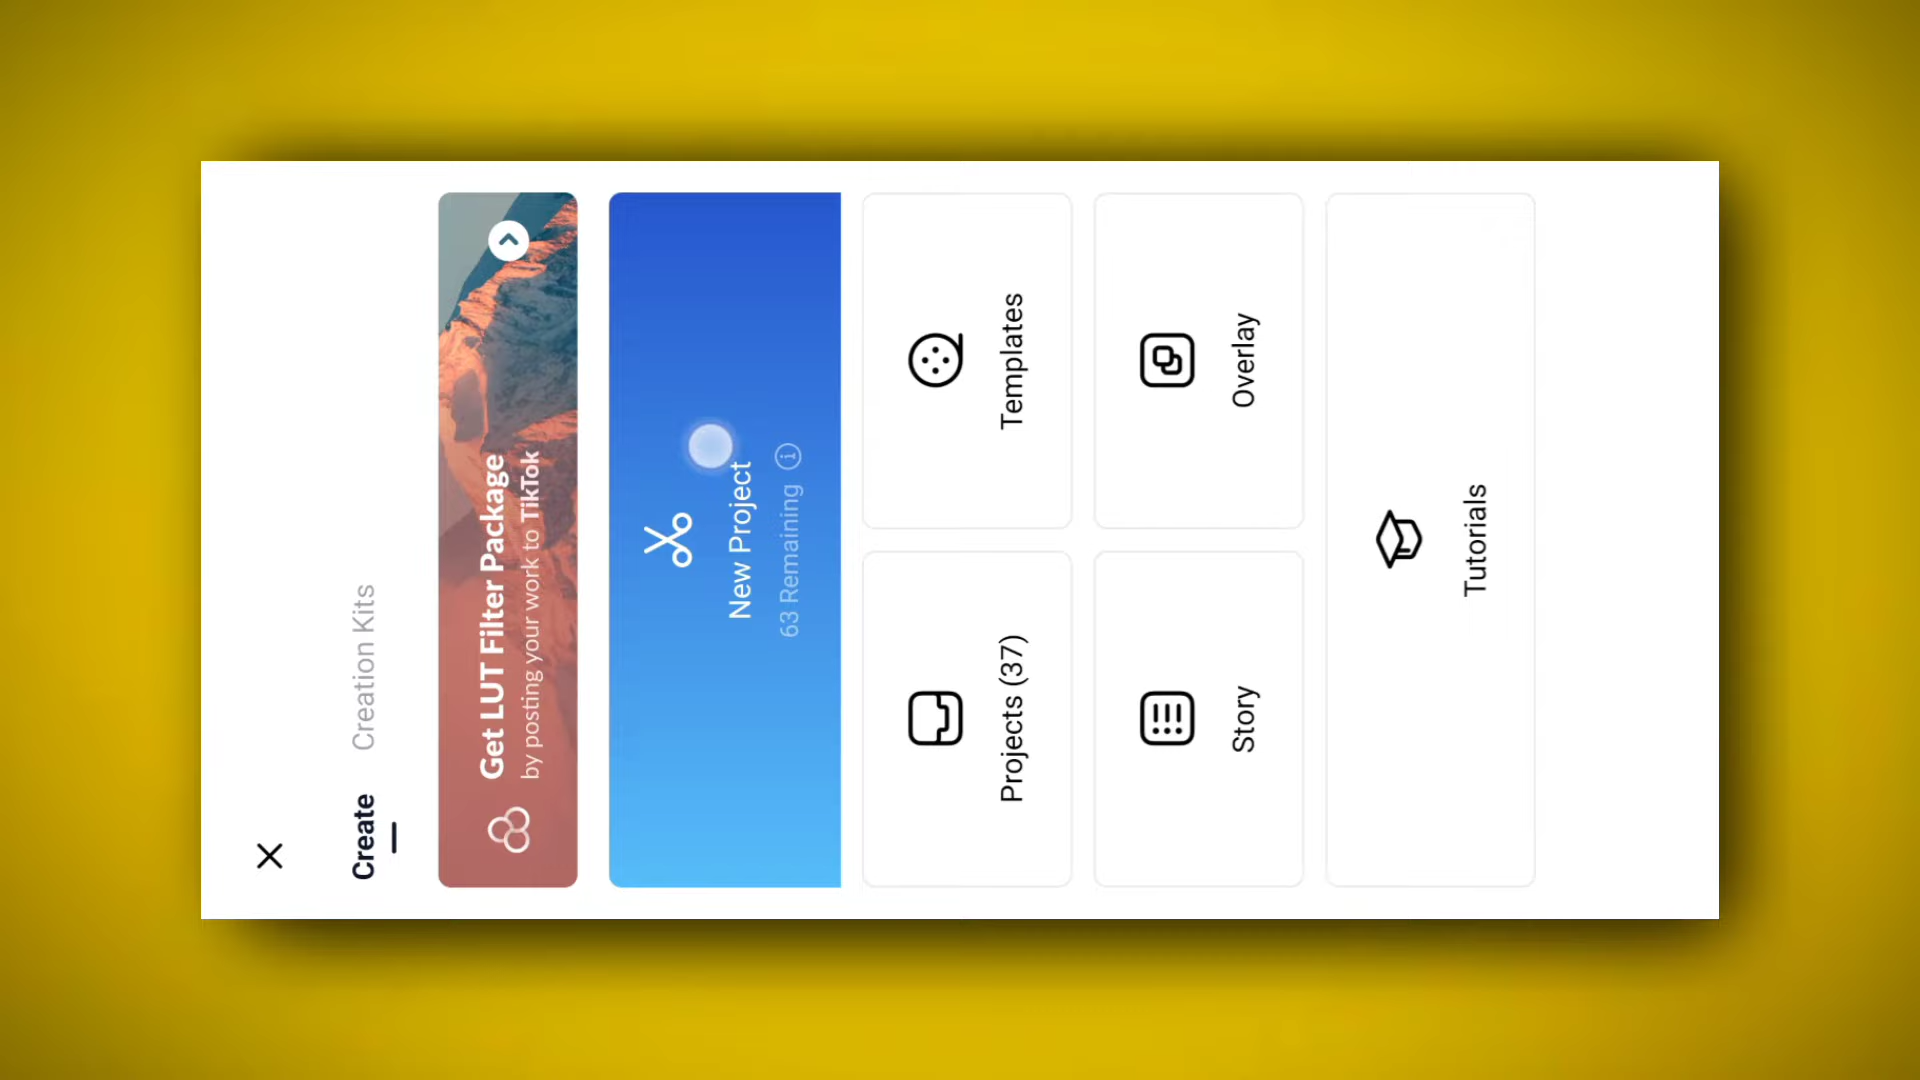 Create
Creation Kits
Get LUT Filter Package
by posting your work to TikTok
New Project
63 Remaining
Projects (37)
Templates
Story
Overlay
Tutorials